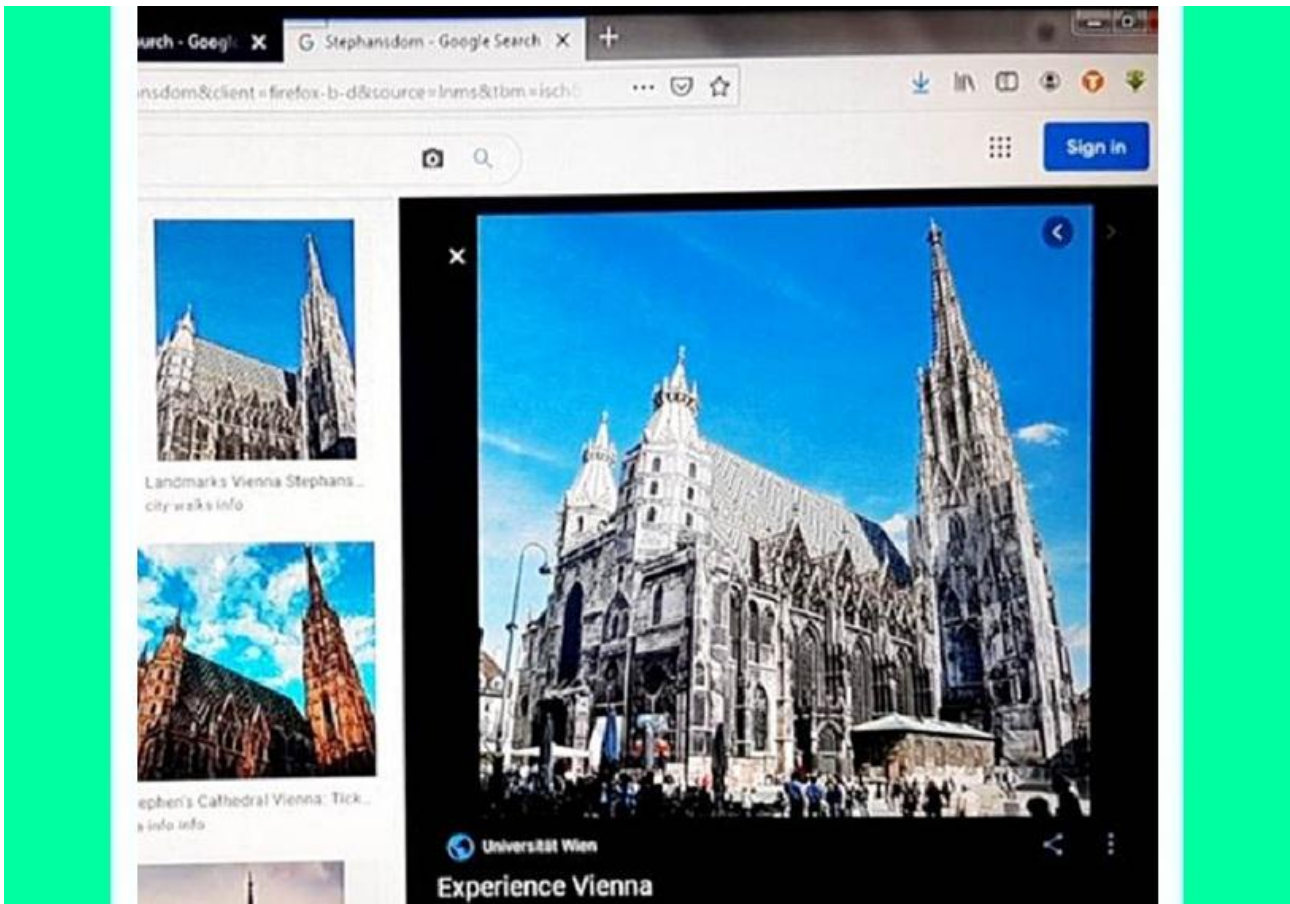 urch - Googl
G Stephansdom - Google Search
nsdom&client=firefox-b-d&source=lnms&tbm=isch&
Sign in
Landmarks Vienna Stephans...
city-walks.info
ephen's Cathedral Vienna: Tick...
info info
Universität Wien
Experience Vienna